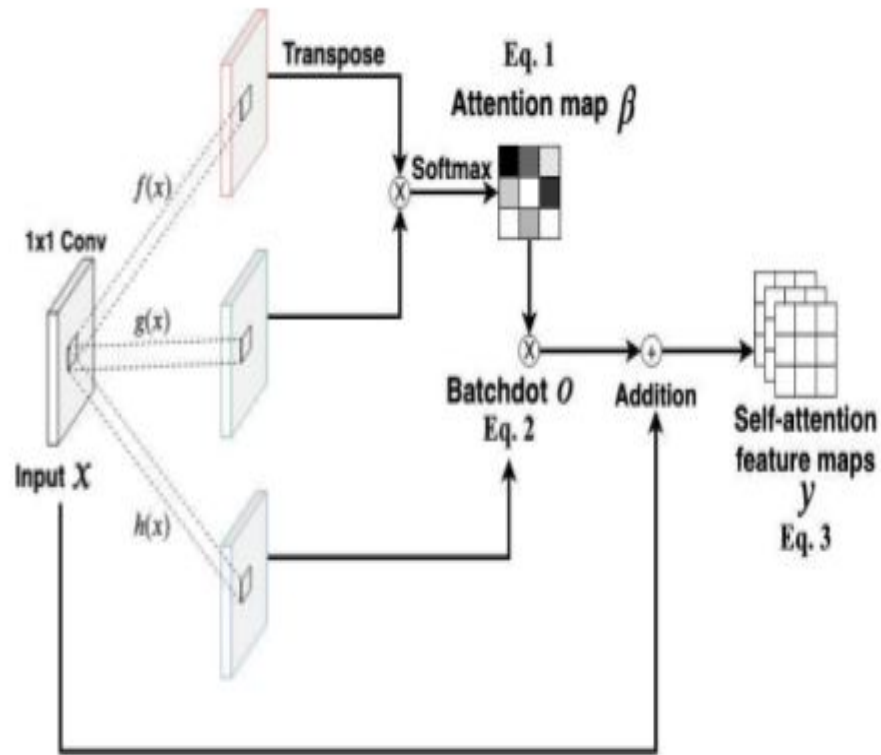 Transpose
Eq. 1
Attention map β
f(x)
Softmax
X
1x1 Conv
g(x)
X
+
Batchdot O
Addition
Eq. 2
Self-attention
feature maps
y
Eq. 3
Input X
h(x)